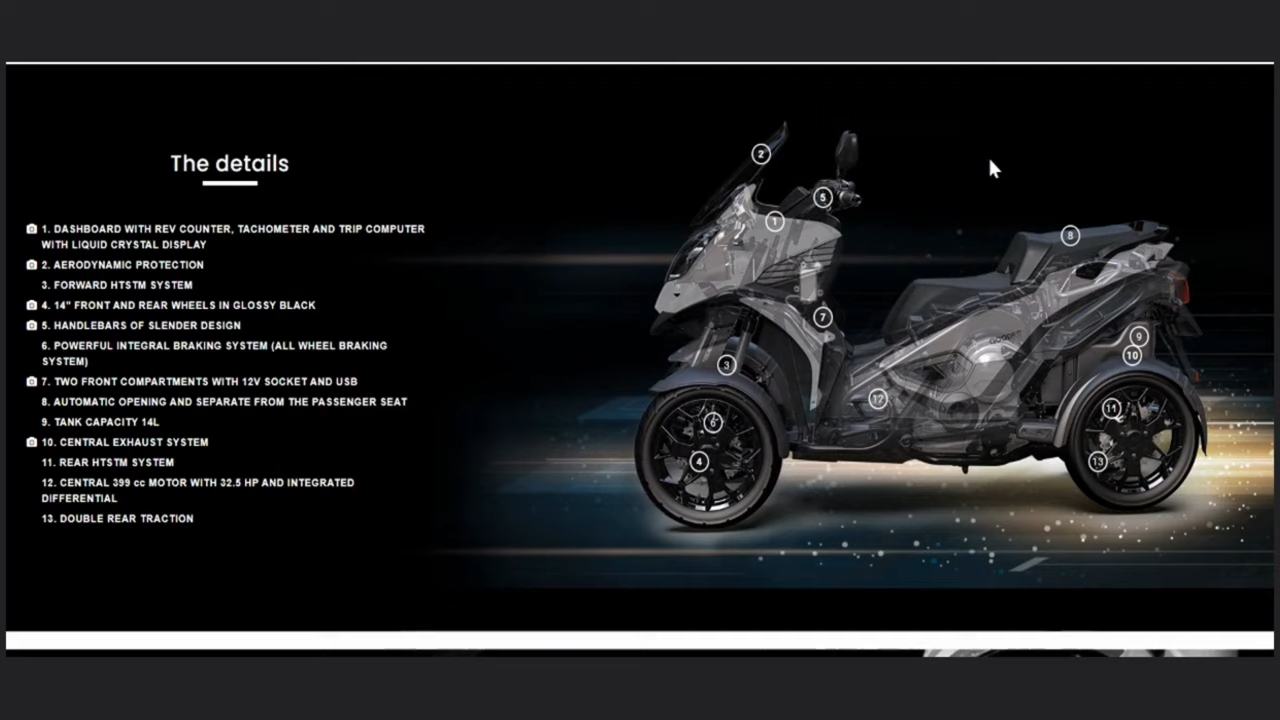 The details
1. DASHBOARD WITH REV COUNTER, TACHOMETER AND TRIP COMPUTER
WITH LIQUID CRYSTAL DISPLAY
2. AERODYNAMIC PROTECTION
3. FORWARD HTSTM SYSTEM
4. 14" FRONT AND REAR WHEELS IN GLOSSY BLACK
5. HANDLEBARS OF SLENDER DESIGN
6. POWERFUL INTEGRAL BRAKING SYSTEM (ALL WHEEL BRAKING
SYSTEM)
7. TWO FRONT COMPARTMENTS WITH 12V SOCKET AND USB
8. AUTOMATIC OPENING AND SEPARATE FROM THE PASSENGER SEAT
9. TANK CAPACITY 14L
10. CENTRAL EXHAUST SYSTEM
11. REAR HTSTM SYSTEM
12. CENTRAL 399 cc MOTOR WITH 32.5 HP AND INTEGRATED
DIFFERENTIAL
13. DOUBLE REAR TRACTION
2
5
1
8
7
9
10
3
12
11
6
4
13